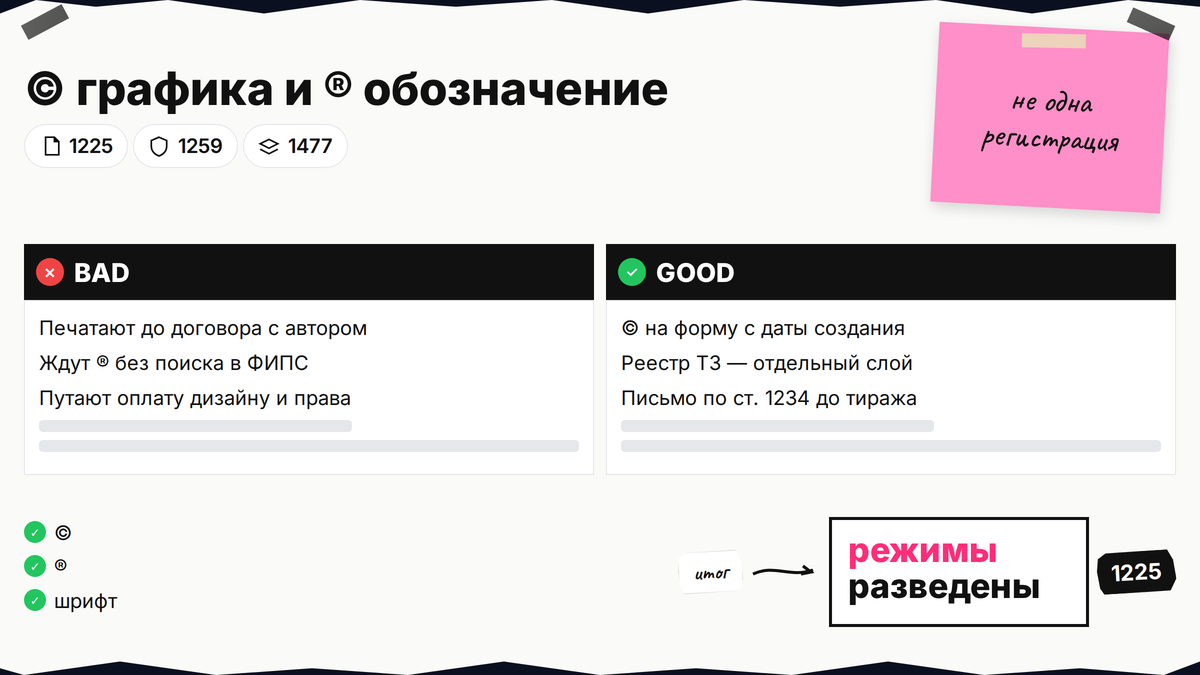 © графика и ® обозначение
1225 1259 1477
не одна
регистрация
BAD
Печатают до договора с автором
Ждут ® без поиска в ФИПС
Путают оплату дизайну и права
GOOD
© на форму с даты создания
Реестр ТЗ — отдельный слой
Письмо по ст. 1234 до тиража
©
®
шрифт
итог
режимы
разведены
1225